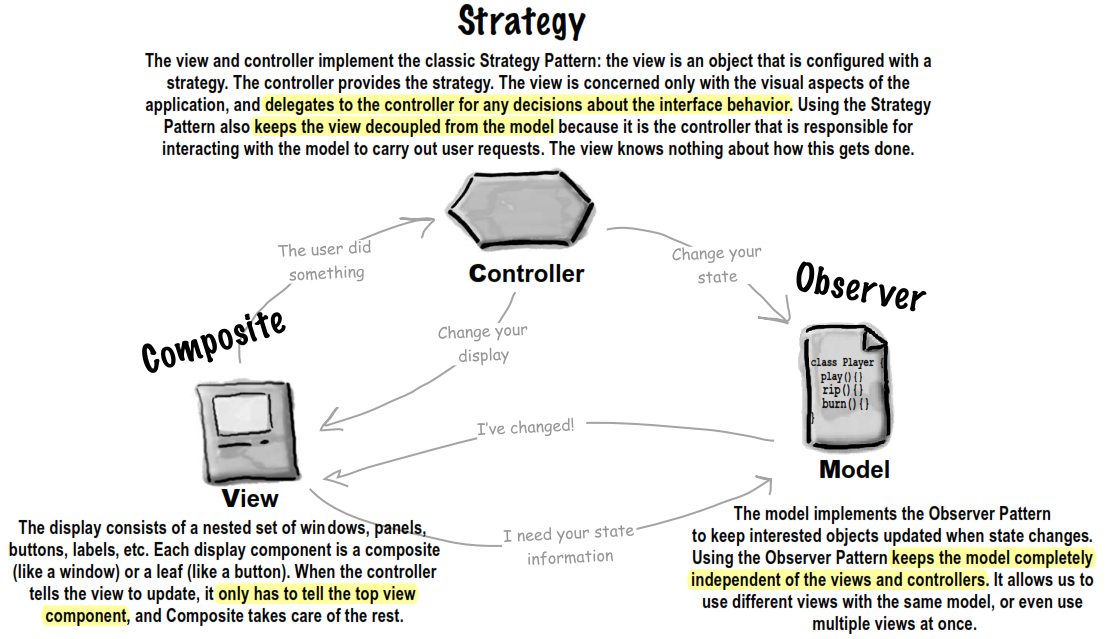 Strategy
The view and controller implement the classic Strategy Pattern: the view is an object that is configured with a
strategy. The controller provides the strategy. The view is concerned only with the visual aspects of the
application, and delegates to the controller for any decisions about the interface behavior. Using the Strategy
Pattern also keeps the view decoupled from the model because it is the controller that is responsible for
interacting with the model to carry out user requests. The view knows nothing about how this gets done.
The user did
something
Controller
Change your
state
Observer
Composite
Change your
display
class Player {
play(){}
rip(){}
burn(){}
}
I've changed!
Model
View
I need your state
information
The display consists of a nested set of windows, panels,
buttons, labels, etc. Each display component is a composite
(like a window) or a leaf (like a button). When the controller
tells the view to update, it only has to tell the top view
component, and Composite takes care of the rest.
The model implements the Observer Pattern
to keep interested objects updated when state changes.
Using the Observer Pattern keeps the model completely
independent of the views and controllers. It allows us to
use different views with the same model, or even use
multiple views at once.